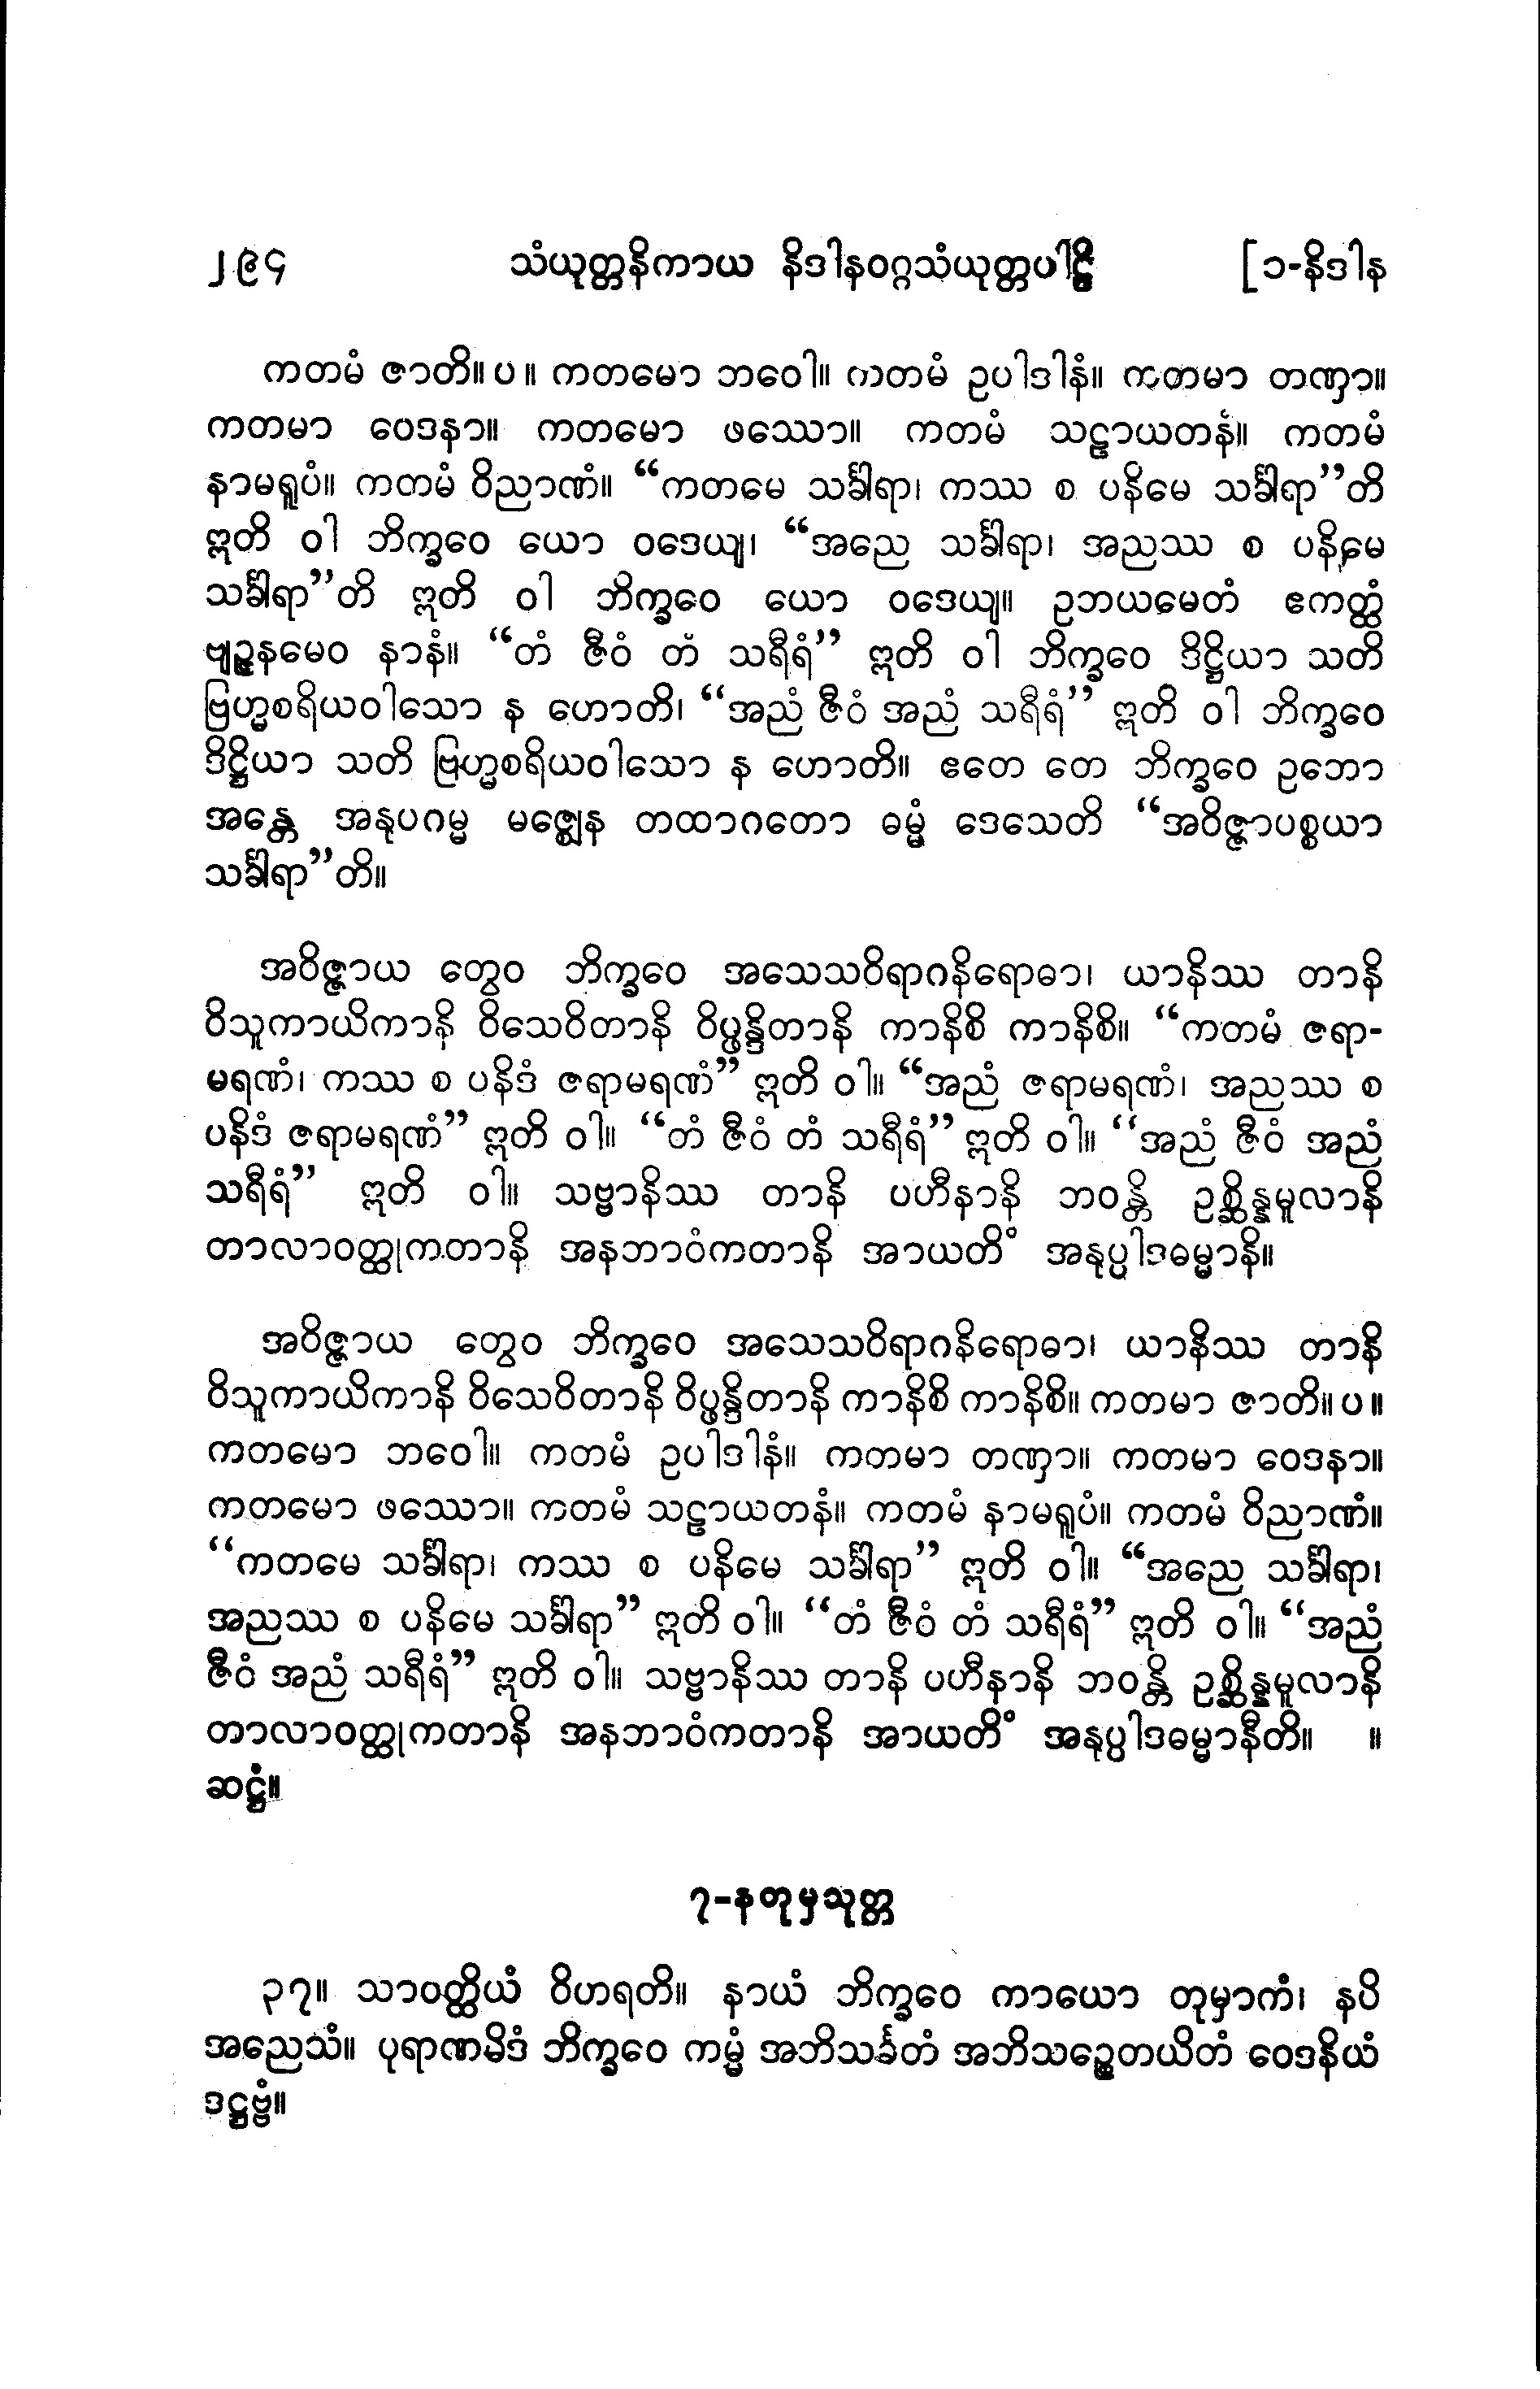 ၂၉၄ သံယုတ္တနိကာယ နိဒါနဝဂ္ဂသံယုတ္တပါဠိ [၁-နိဒါန
ကတမံ ဇာတိ။ပ။ ကတမော ဘဝေါ။ ကတမံ ဥပါဒါနံ။ ကတမာ တဏှာ။
ကတမာ ဝေဒနာ။ ကတမော ဖဿော။ ကတမံ သဠာယတနံ။ ကတမံ
နာမရူပံ။ ကတမံ ဝိညာဏံ။ “ကတမေ သင်္ခါရာ၊ ကဿ စ ပနိမေ သင်္ခါရာ”တိ
ဣတိ ဝါ ဘိက္ခဝေ ယော ဝဒေယျ၊ “အညေ သင်္ခါရာ၊ အညဿ စ ပနိမေ
သင်္ခါရာ”တိ ဣတိ ဝါ ဘိက္ခဝေ ယော ဝဒေယျ။ ဥဘယမေတံ ဧကတ္ထံ
ဗျဉ္ဇနမေဝ နာနံ။ “တံ ဇီဝံ တံ သရီရံ” ဣတိ ဝါ ဘိက္ခဝေ ဒိဋ္ဌိယာ သတိ
ဗြဟ္မစရိယဝါသော န ဟောတိ၊ “အညံ ဇီဝံ အညံ သရီရံ” ဣတိ ဝါ ဘိက္ခဝေ
ဒိဋ္ဌိယာ သတိ ဗြဟ္မစရိယဝါသော န ဟောတိ။ ဧတေ တေ ဘိက္ခဝေ ဥဘော
အန္တေ အနုပဂမ္မ မဇ္ဈေန တထာဂတော ဓမ္မံ ဒေသေတိ “အဝိဇ္ဇာပစ္စယာ
သင်္ခါရာ”တိ။
အဝိဇ္ဇာယ တွေဝ ဘိက္ခဝေ အသေသဝိရာဂနိရောဓာ၊ ယာနိဿ တာနိ
ဝိသူကာယိကာနိ ဝိသေဝိတာနိ ဝိပ္ဖန္ဒိတာနိ ကာနိစိ ကာနိစိ။ “ကတမံ ဇရာ-
မရဏံ၊ ကဿ စ ပနိဒံ ဇရာမရဏံ” ဣတိ ဝါ။ “အညံ ဇရာမရဏံ၊ အညဿ စ
ပနိဒံ ဇရာမရဏံ” ဣတိ ဝါ။ “တံ ဇီဝံ တံ သရီရံ” ဣတိ ဝါ။ “အညံ ဇီဝံ အညံ
သရီရံ” ဣတိ ဝါ။ သဗ္ဗာနိဿ တာနိ ပဟီနာနိ ဘဝန္တိ ဥစ္ဆိန္နမူလာနိ
တာလာဝတ္ထုကတာနိ အနဘာဝံကတာနိ အာယတိံ အနုပ္ပါဒဓမ္မာနိ။
အဝိဇ္ဇာယ တွေဝ ဘိက္ခဝေ အသေသဝိရာဂနိရောဓာ၊ ယာနိဿ တာနိ
ဝိသူကာယိကာနိ ဝိသေဝိတာနိ ဝိပ္ဖန္ဒိတာနိ ကာနိစိ ကာနိစိ။ ကတမာ ဇာတိ။ပ။
ကတမော ဘဝေါ။ ကတမံ ဥပါဒါနံ။ ကတမာ တဏှာ။ ကတမာ ဝေဒနာ။
ကတမော ဖဿော။ ကတမံ သဠာယတနံ။ ကတမံ နာမရူပံ။ ကတမံ ဝိညာဏံ။
“ကတမေ သင်္ခါရာ၊ ကဿ စ ပနိမေ သင်္ခါရာ” ဣတိ ဝါ။ “အညေ သင်္ခါရာ၊
အညဿ စ ပနိမေ သင်္ခါရာ” ဣတိ ဝါ။ “တံ ဇီဝံ တံ သရီရံ” ဣတိ ဝါ။ “အညံ
ဇီဝံ အညံ သရီရံ” ဣတိ ဝါ။ သဗ္ဗာနိဿ တာနိ ပဟီနာနိ ဘဝန္တိ ဥစ္ဆိန္နမူလာနိ
တာလာဝတ္ထုကတာနိ အနဘာဝံကတာနိ အာယတိံ အနုပ္ပါဒဓမ္မာနီတိ။ ။
ဆဋ္ဌံ။
၇-နတုမှသုတ္တ
၃၇။ သာဝတ္ထိယံ ဝိဟရတိ။ နာယံ ဘိက္ခဝေ ကာယော တုမှာကံ၊ နပိ
အညေသံ။ ပုရာဏမိဒံ ဘိက္ခဝေ ကမ္မံ အဘိသင်္ခတံ အဘိသဉ္စေတယိတံ ဝေဒနိယံ
ဒဋ္ဌဗ္ဗံ။